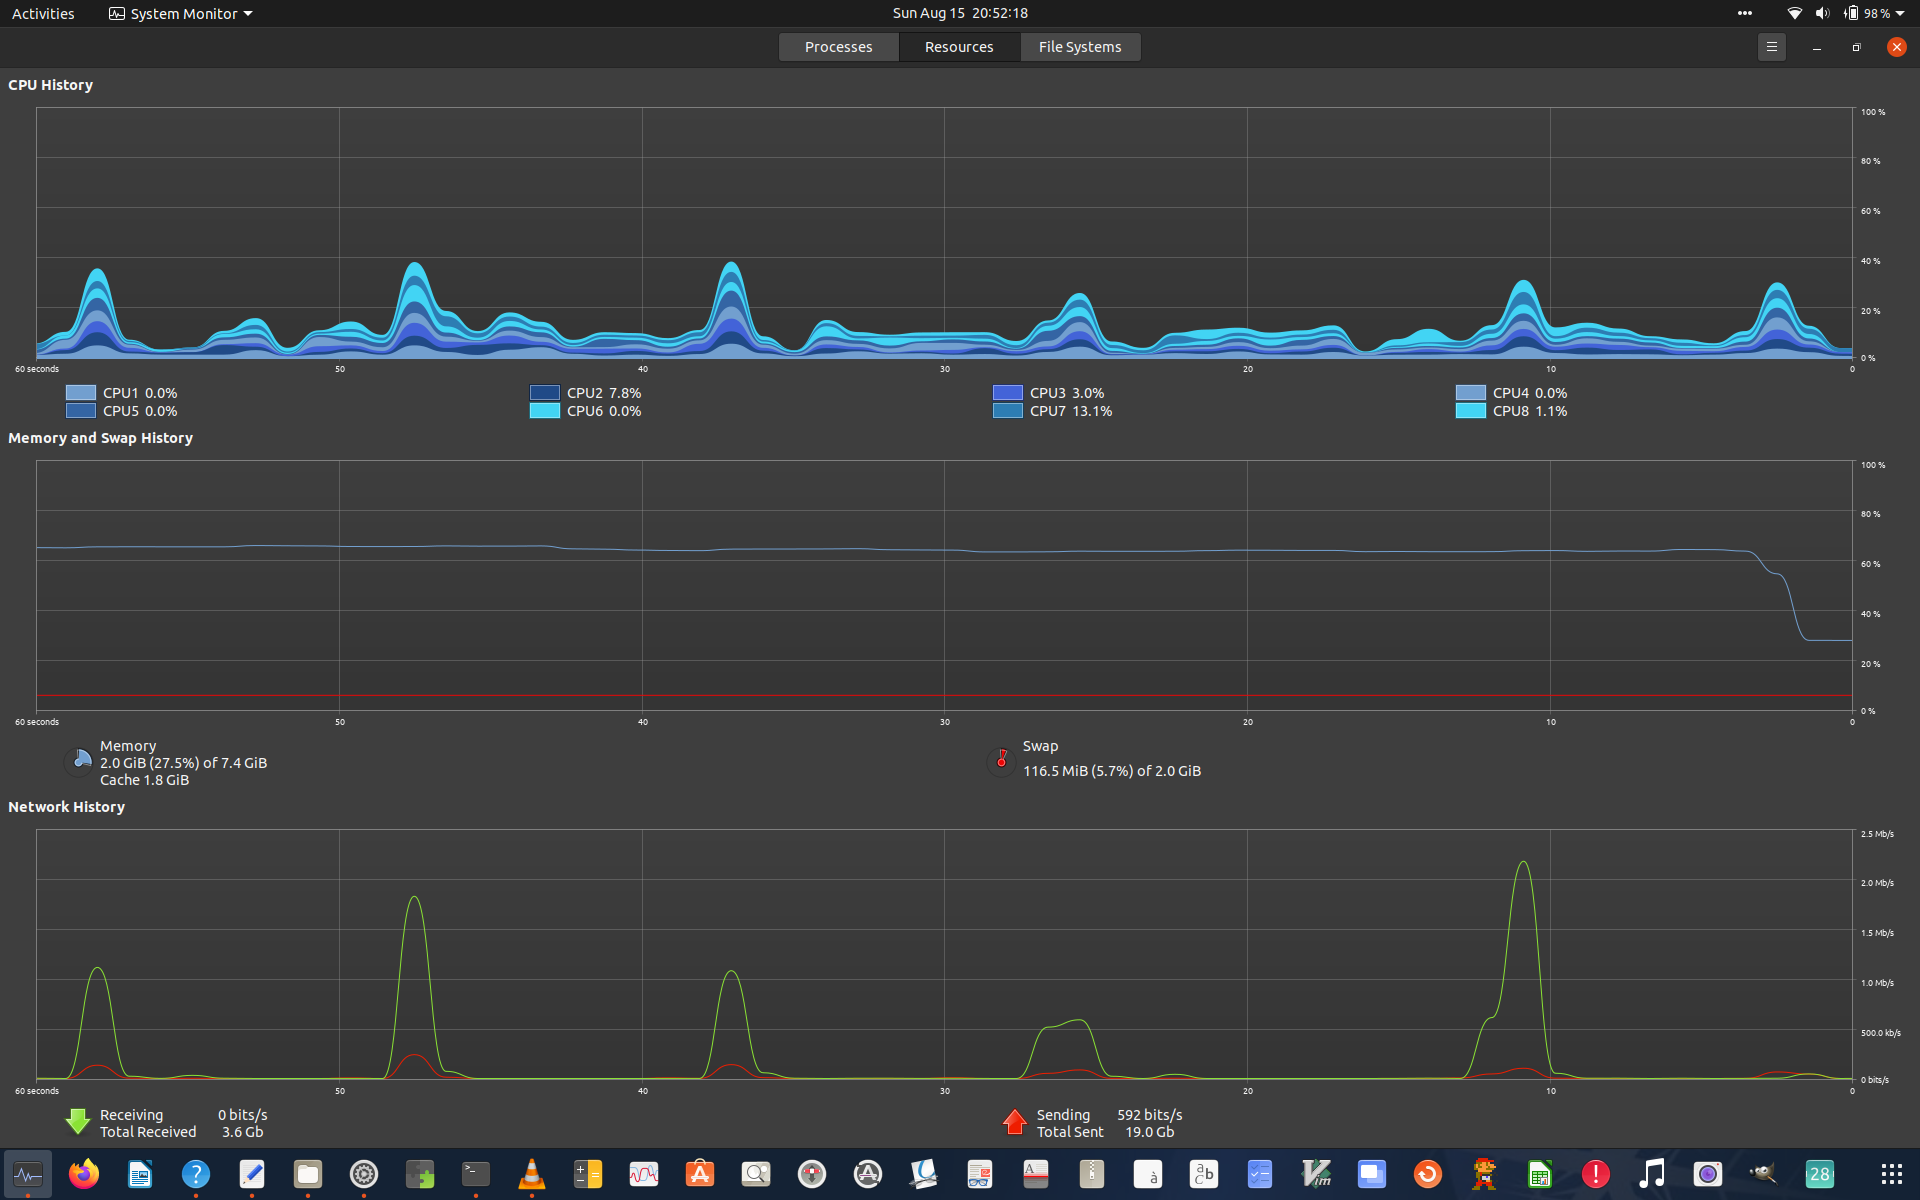 Activities
System Monitor
Sun Aug 15 20:52:18
98 %
Processes
Resources
File Systems
CPU History
100 %
80 %
60 %
40 %
20 %
0 %
60 seconds 50 40 30 20 10 0
CPU1 0.0% CPU2 7.8% CPU3 3.0% CPU4 0.0%
CPU5 0.0% CPU6 0.0% CPU7 13.1% CPU8 1.1%
Memory and Swap History
100 %
80 %
60 %
40 %
20 %
0 %
60 seconds 50 40 30 20 10 0
Memory
2.0 GiB (27.5%) of 7.4 GiB
Cache 1.8 GiB
Swap
116.5 MiB (5.7%) of 2.0 GiB
Network History
2.5 Mb/s
2.0 Mb/s
1.5 Mb/s
1.0 Mb/s
500.0 kb/s
0 bits/s
60 seconds 50 40 30 20 10 0
Receiving 0 bits/s
Total Received 3.6 Gb
Sending 592 bits/s
Total Sent 19.0 Gb
?
>_
A
à
a b c
Vim
!
28